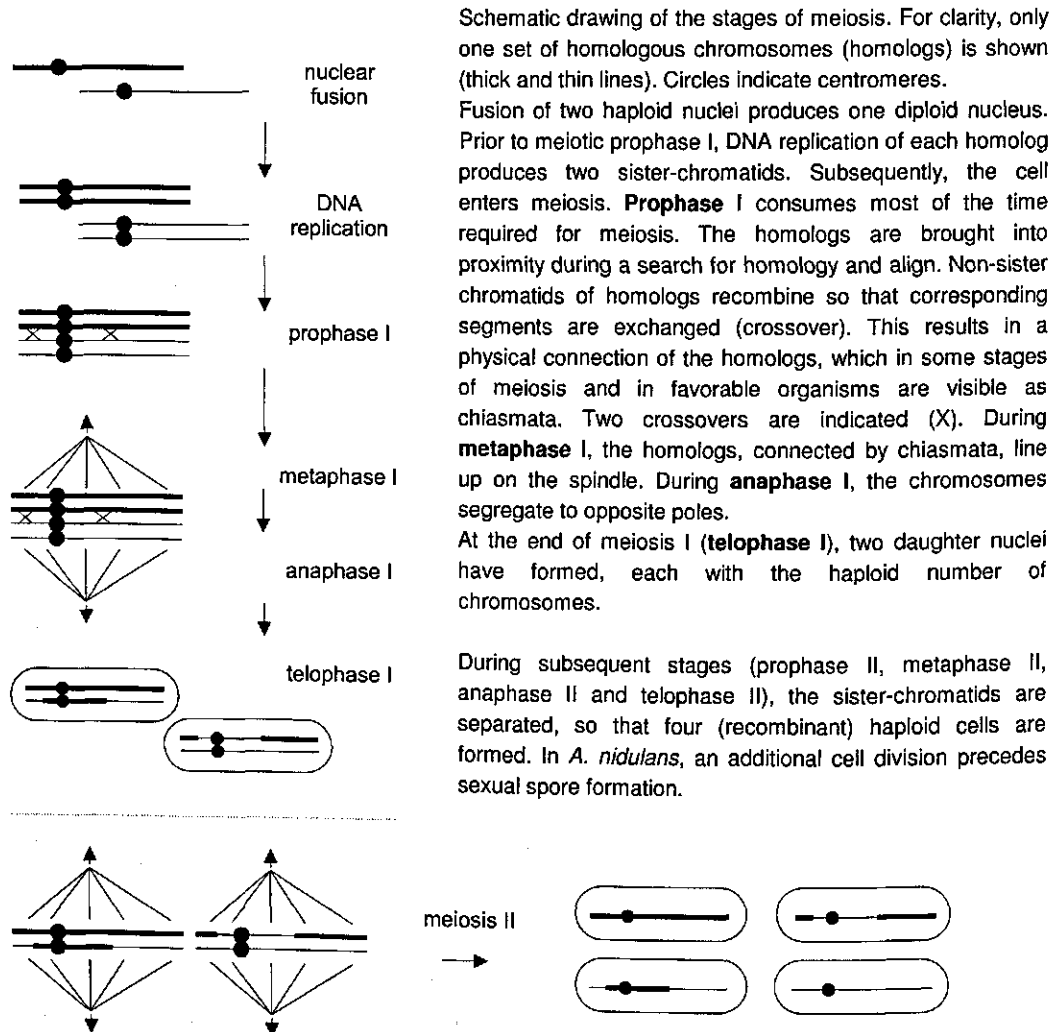 nuclear
fusion
DNA
replication
prophase I
metaphase I
anaphase I
telophase I
Schematic drawing of the stages of meiosis. For clarity, only
one set of homologous chromosomes (homologs) is shown
(thick and thin lines). Circles indicate centromeres.
Fusion of two haploid nuclei produces one diploid nucleus.
Prior to meiotic prophase I, DNA replication of each homolog
produces two sister-chromatids. Subsequently, the cell
enters meiosis. Prophase I consumes most of the time
required for meiosis. The homologs are brought into
proximity during a search for homology and align. Non-sister
chromatids of homologs recombine so that corresponding
segments are exchanged (crossover). This results in a
physical connection of the homologs, which in some stages
of meiosis and in favorable organisms are visible as
chiasmata. Two crossovers are indicated (X). During
metaphase I, the homologs, connected by chiasmata, line
up on the spindle. During anaphase I, the chromosomes
segregate to opposite poles.
At the end of meiosis I (telophase I), two daughter nuclei
have formed, each with the haploid number of
chromosomes.
During subsequent stages (prophase II, metaphase II,
anaphase II and telophase II), the sister-chromatids are
separated, so that four (recombinant) haploid cells are
formed. In A. nidulans, an additional cell division precedes
sexual spore formation.
meiosis II